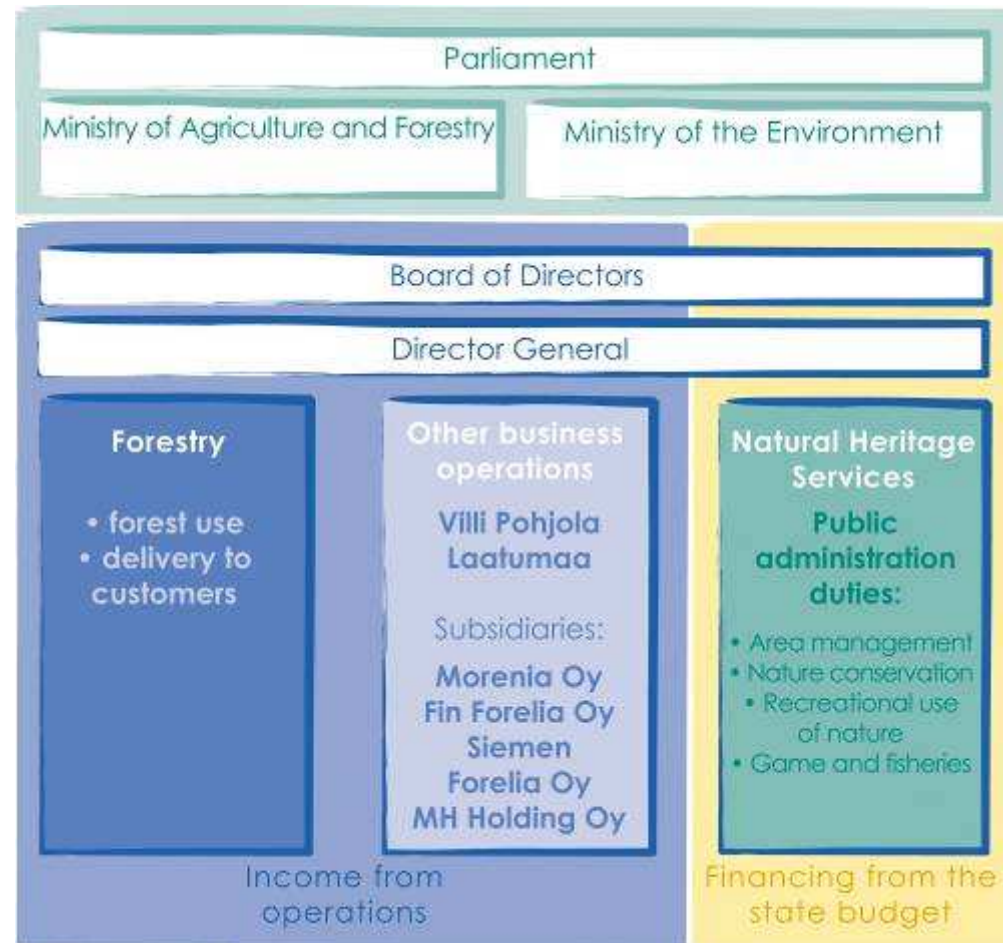 Parliament
Ministry of Agriculture and Forestry
Ministry of the Environment
Board of Directors
Director General
Forestry
• forest use
• delivery to
customers
Other business
operations
Villi Pohjola
Laatumaa
Subsidiaries:
Morenia Oy
Fin Forelia Oy
Siemen
Forelia Oy
MH Holding Oy
Natural Heritage
Services
Public
administration
duties:
• Area management
• Nature conservation
• Recreational use
of nature
• Game and fisheries
Income from
operations
Financing from the
state budget